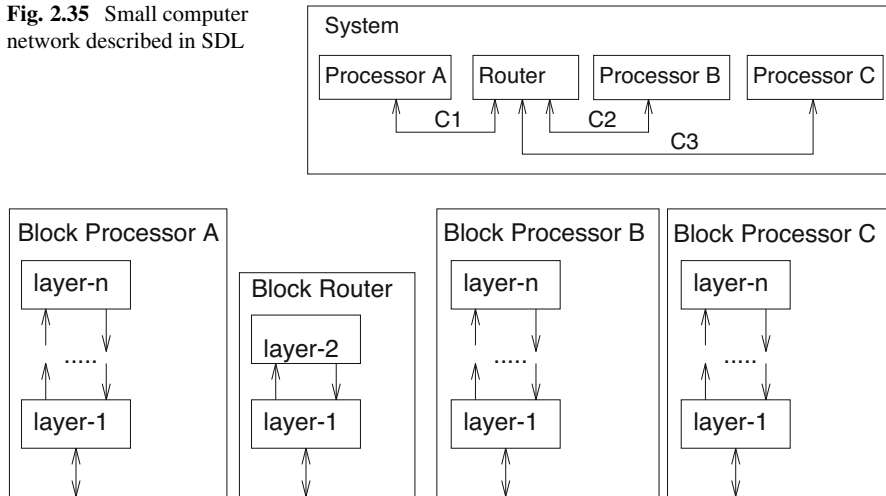 Fig. 2.35 Small computer
network described in SDL
System
Processor A
Router
Processor B
Processor C
C1
C2
C3
Block Processor A
layer-n
.....
layer-1
Block Router
layer-2
layer-1
Block Processor B
layer-n
.....
layer-1
Block Processor C
layer-n
.....
layer-1